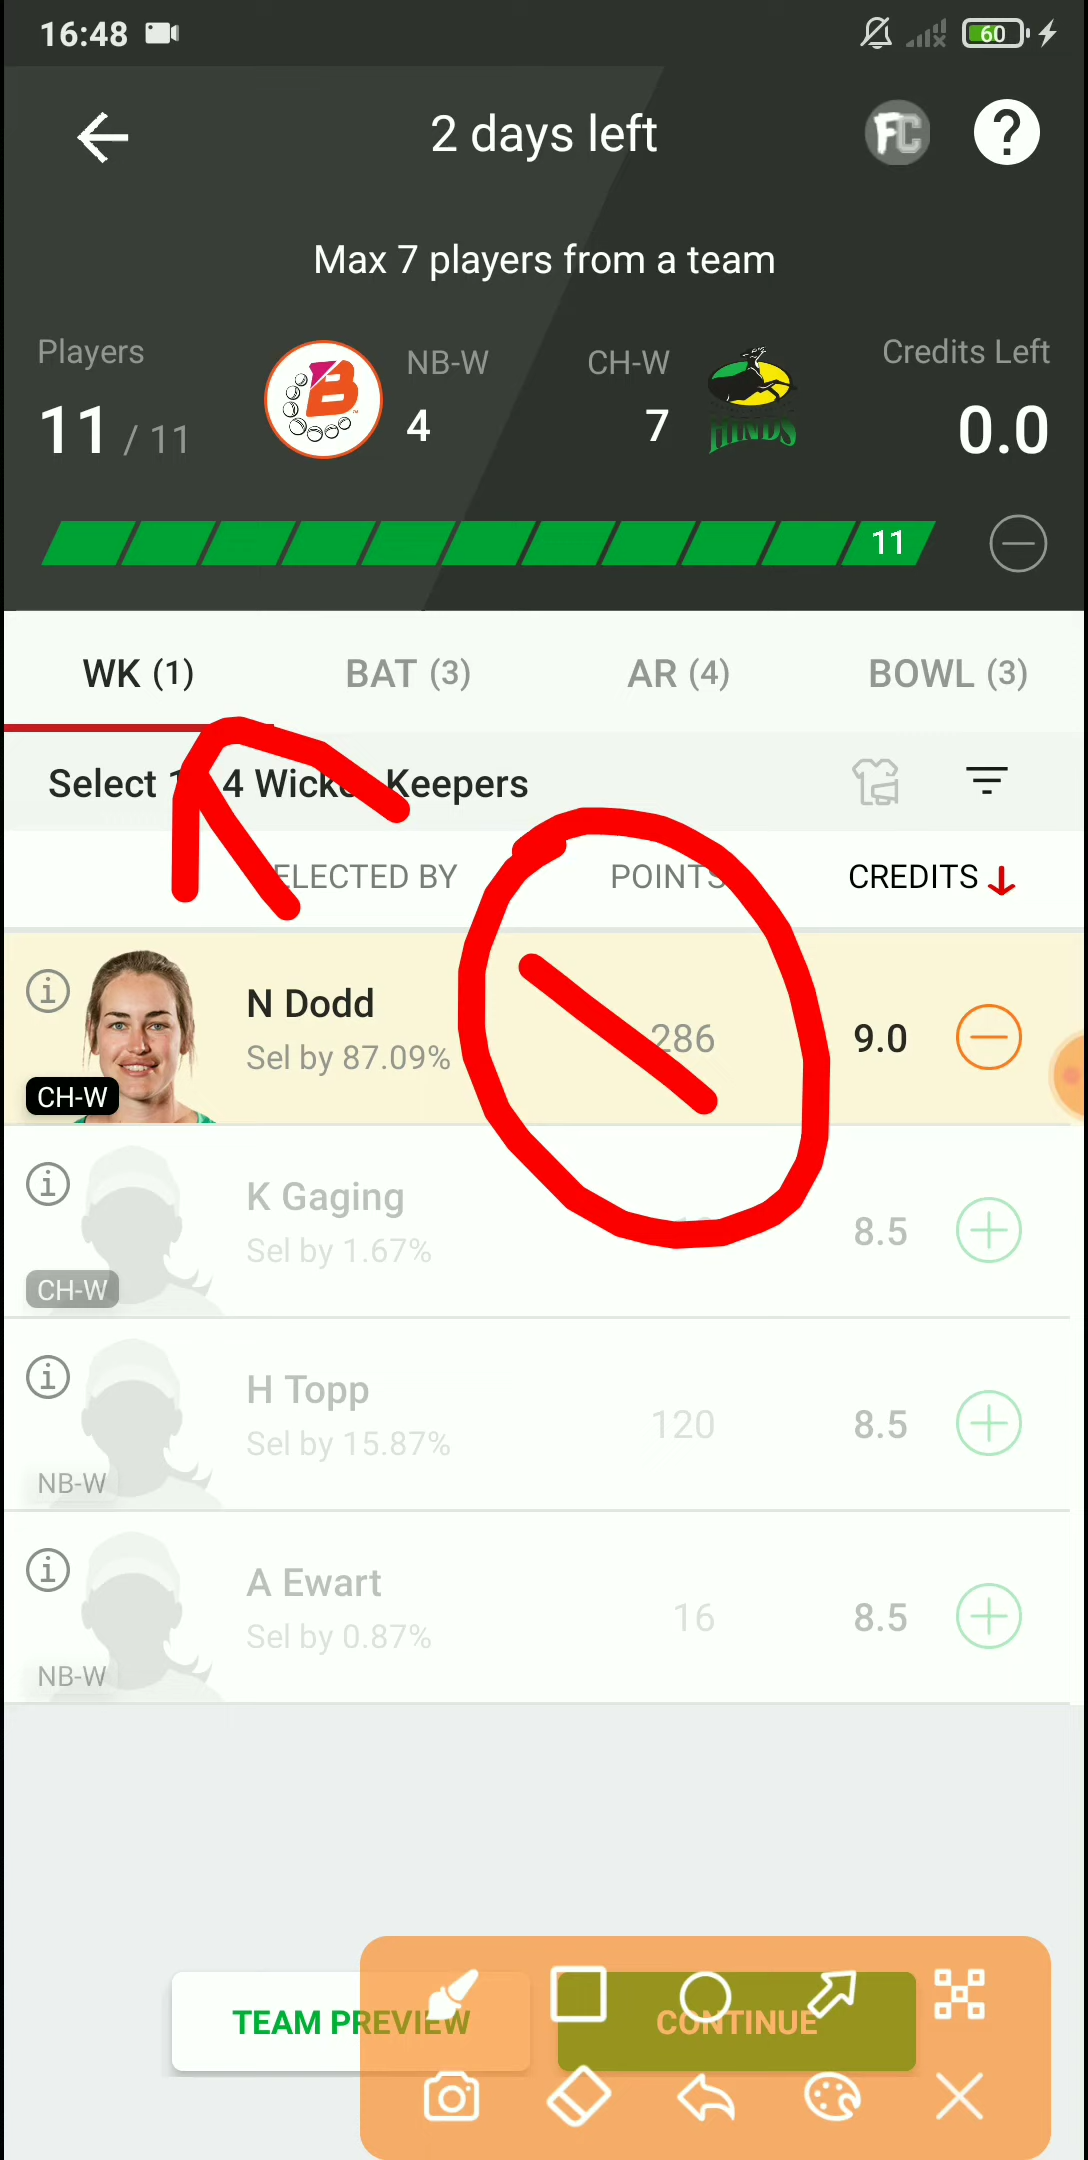 16:48
60
2 days left
FC
?
Max 7 players from a team
Players
NB-W
CH-W
Credits Left
11 / 11
4
7
0.0
B
HINDS
11
WK (1)
BAT (3)
AR (4)
BOWL (3)
Select 4 Keepers
ELECTED BY
POINTS
CREDITS
N Dodd
Sel by 87.09%
286
9.0
CH-W
K Gaging
Sel by 1.67%
8.5
CH-W
H Topp
Sel by 15.87%
120
8.5
NB-W
A Ewart
Sel by 0.87%
16
8.5
NB-W
TEAM PREVIEW
CONTINUE